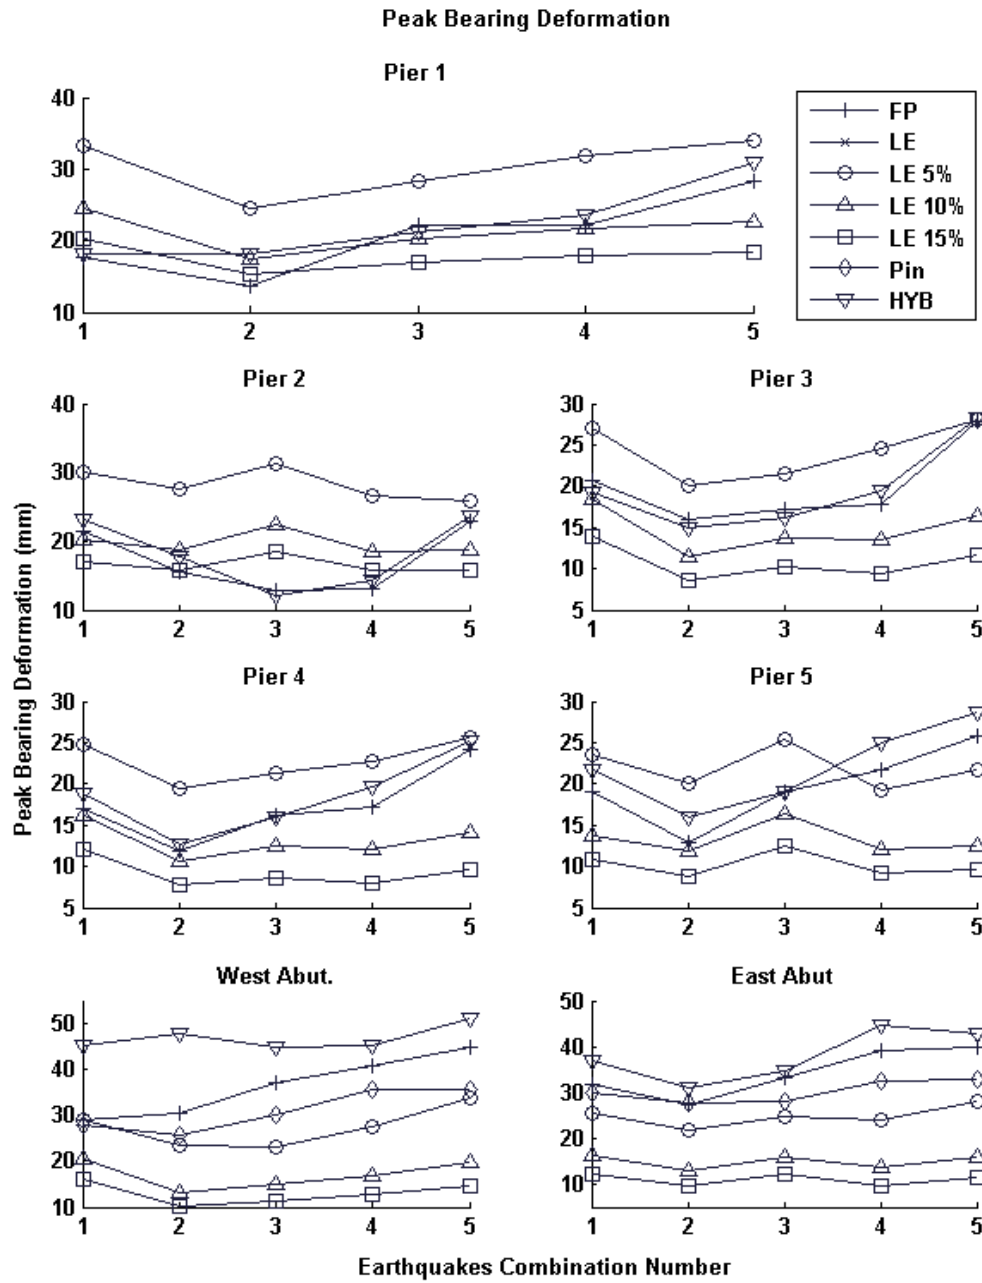 Peak Bearing Deformation
Pier 1
40
30
20
10
1 2 3 4 5
FP
LE
LE 5%
LE 10%
LE 15%
Pin
HYB
Peak Bearing Deformation (mm)
Pier 2
40
30
20
10
1 2 3 4 5
Pier 3
30
25
20
15
10
5
1 2 3 4 5
Pier 4
30
25
20
15
10
5
1 2 3 4 5
Pier 5
30
25
20
15
10
5
1 2 3 4 5
West Abut.
50
40
30
20
10
1 2 3 4 5
East Abut
50
40
30
20
10
1 2 3 4 5
Earthquakes Combination Number